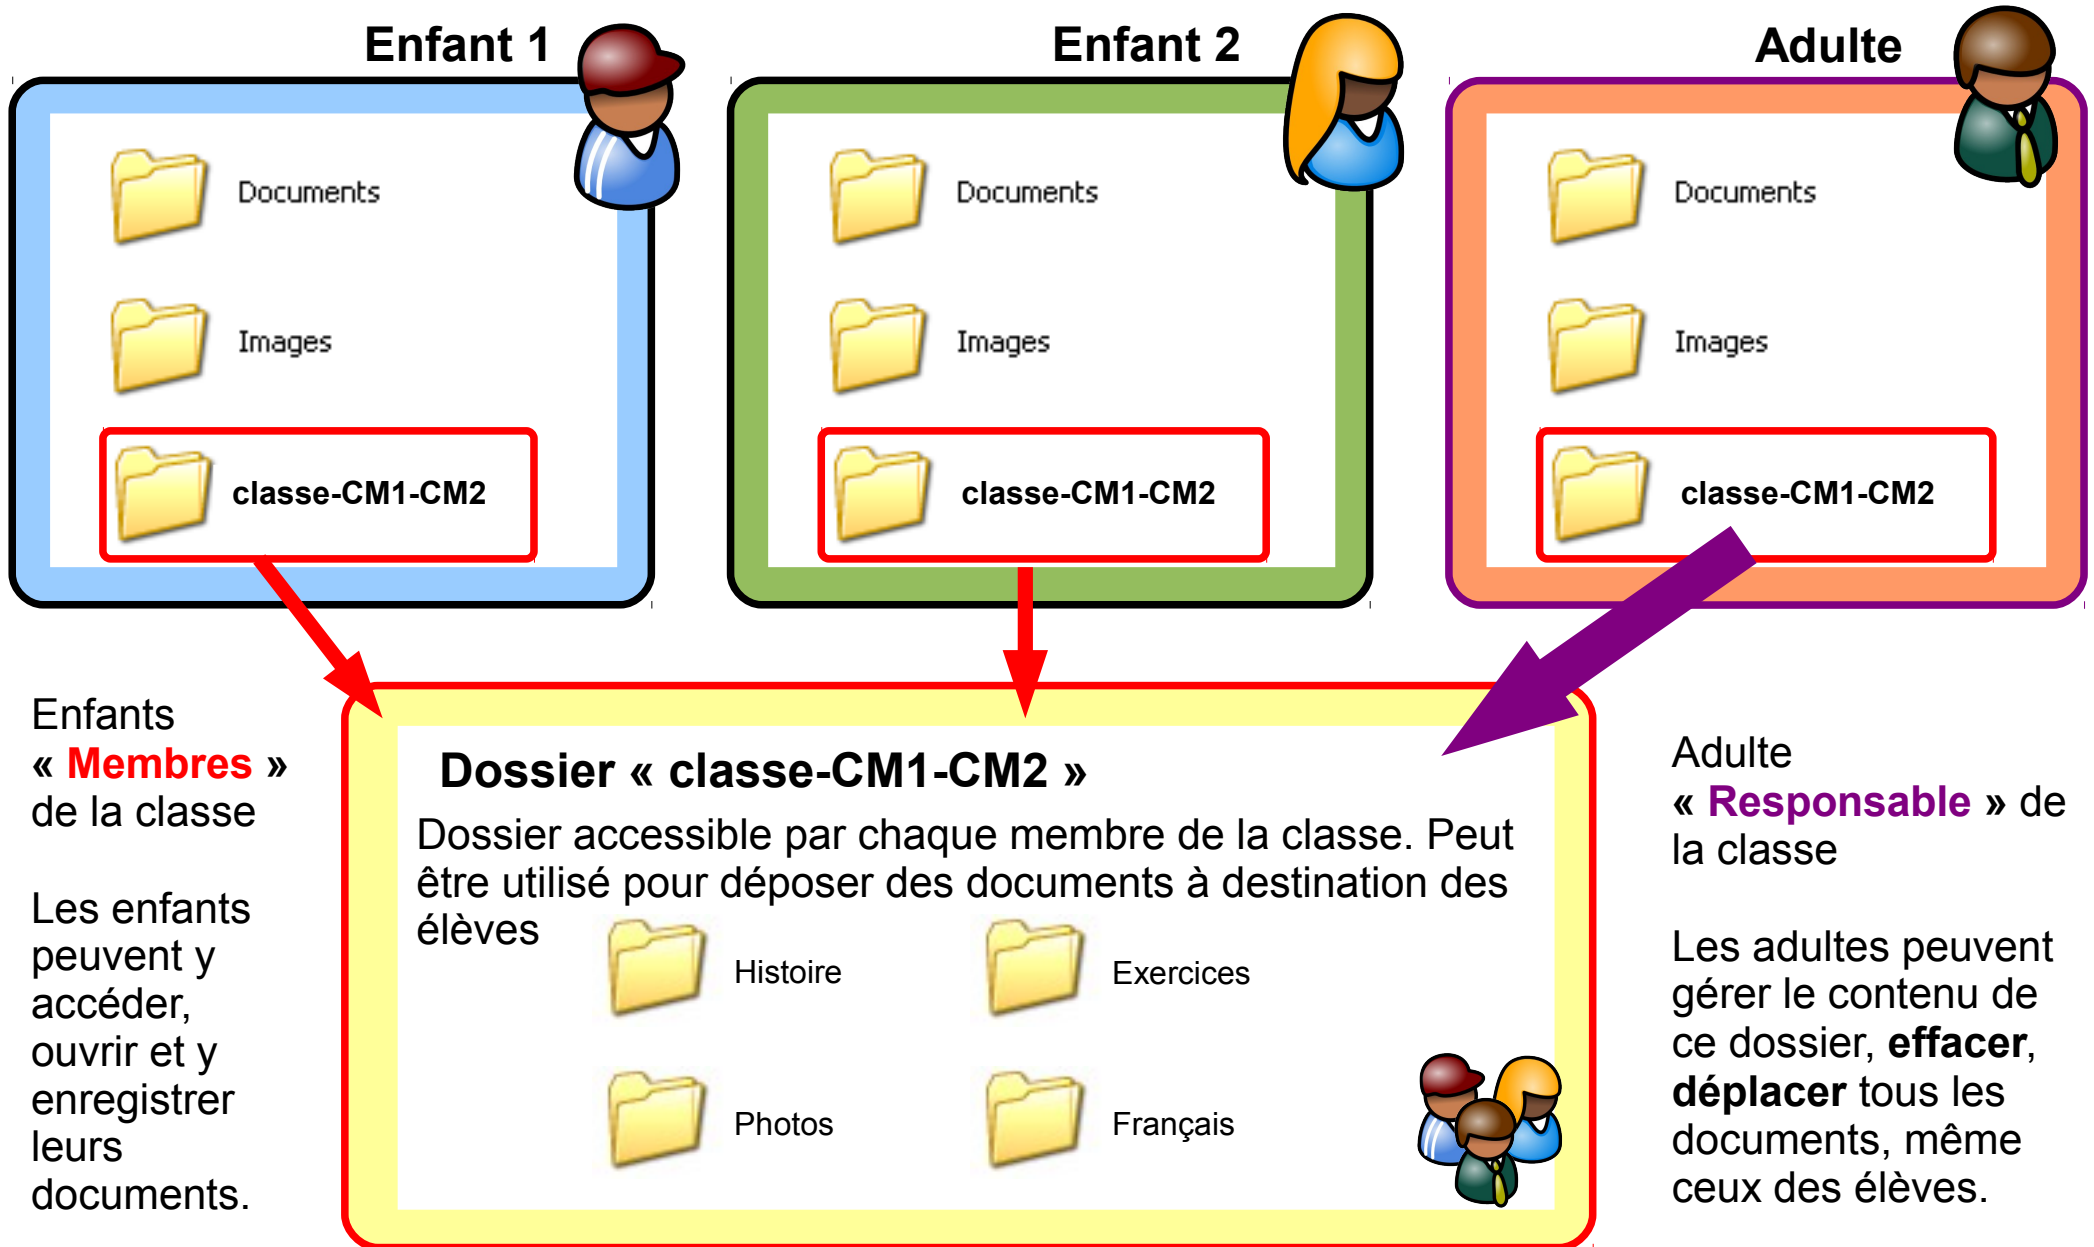 Enfant 1
Documents
Images
classe-CM1-CM2
Enfant 2
Documents
Images
classe-CM1-CM2
Adulte
Documents
Images
classe-CM1-CM2
Enfants
« Membres »
de la classe
Les enfants
peuvent y
accéder,
ouvrir et y
enregistrer
leurs
documents.
Dossier « classe-CM1-CM2 »
Dossier accessible par chaque membre de la classe. Peut
être utilisé pour déposer des documents à destination des
élèves
Histoire
Exercices
Photos
Français
Adulte
« Responsable » de
la classe
Les adultes peuvent
gérer le contenu de
ce dossier, effacer,
déplacer tous les
documents, même
ceux des élèves.